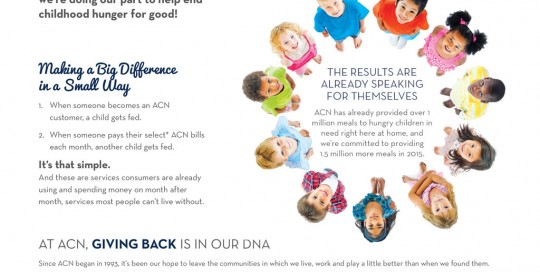 we're doing our part to help end
childhood hunger for good!
Making a Big Difference
in a Small Way
1. When someone becomes an ACN
customer, a child gets fed.
2. When someone pays their select* ACN bills
each month, another child gets fed.
It's that simple.
And these are services consumers are already
using and spending money on month after
month, services most people can't live without.
THE RESULTS ARE
ALREADY SPEAKING
FOR THEMSELVES
ACN has already provided over 1
million meals to hungry children in
need right here at home, and
we're committed to providing
1.5 million more meals in 2015.
AT ACN, GIVING BACK IS IN OUR DNA
Since ACN began in 1993, it's been our hope to leave the communities in which we live, work and play a little better than when we found them.